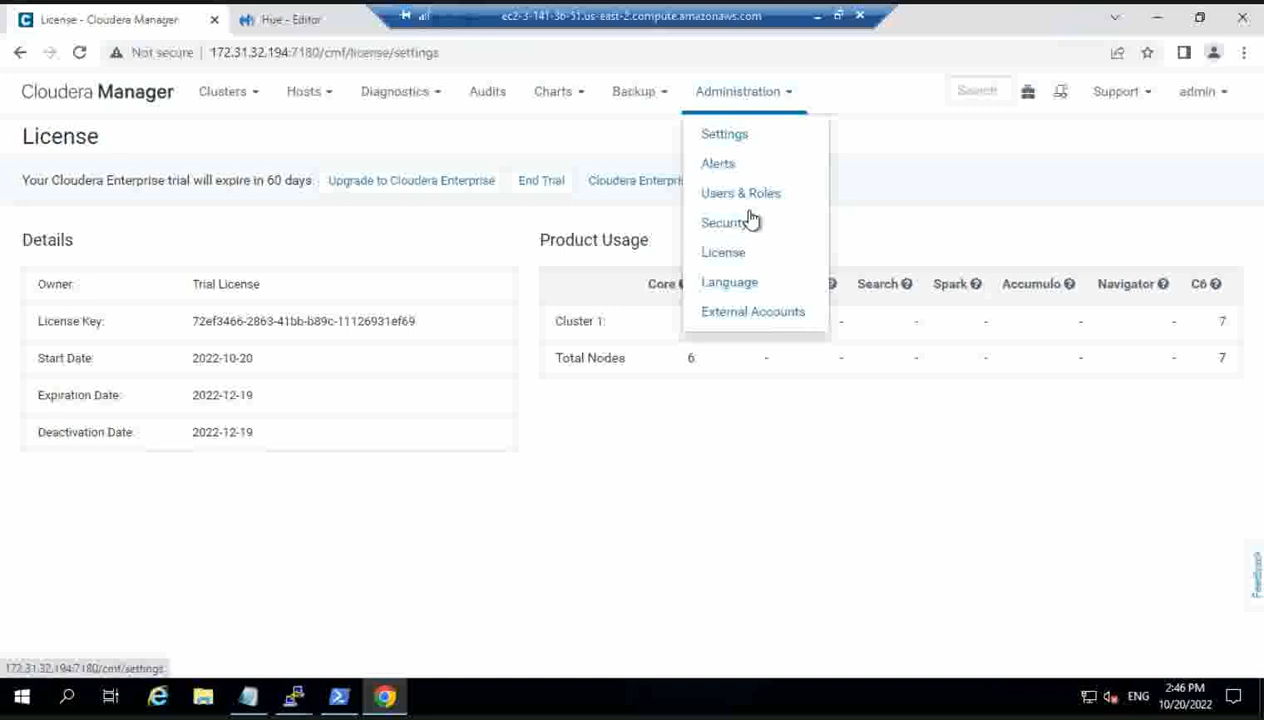 License - Cloudera Manager
Hue - Editor
ec2-3-141-36-51.us-east-2.compute.amazonaws.com
Not secure | 172.31.32.194:7180/cmf/license/settings
Cloudera Manager Clusters Hosts Diagnostics Audits Charts Backup Administration Search Support admin
License
Your Cloudera Enterprise trial will expire in 60 days. Upgrade to Cloudera Enterprise End Trial Cloudera Enterpri
Settings
Alerts
Users & Roles
Security
License
Language
External Accounts
Details
Owner: Trial License
License Key: 72ef3466-2863-41bb-b89c-11126931ef69
Start Date: 2022-10-20
Expiration Date: 2022-12-19
Deactivation Date: 2022-12-19
Product Usage
Core Search Spark Accumulo Navigator C6
Cluster 1: - - - - 7
Total Nodes 6 - - - - - 7
Feedback
172.31.32.194:7180/cmf/settings
ENG
2:46 PM
10/20/2022